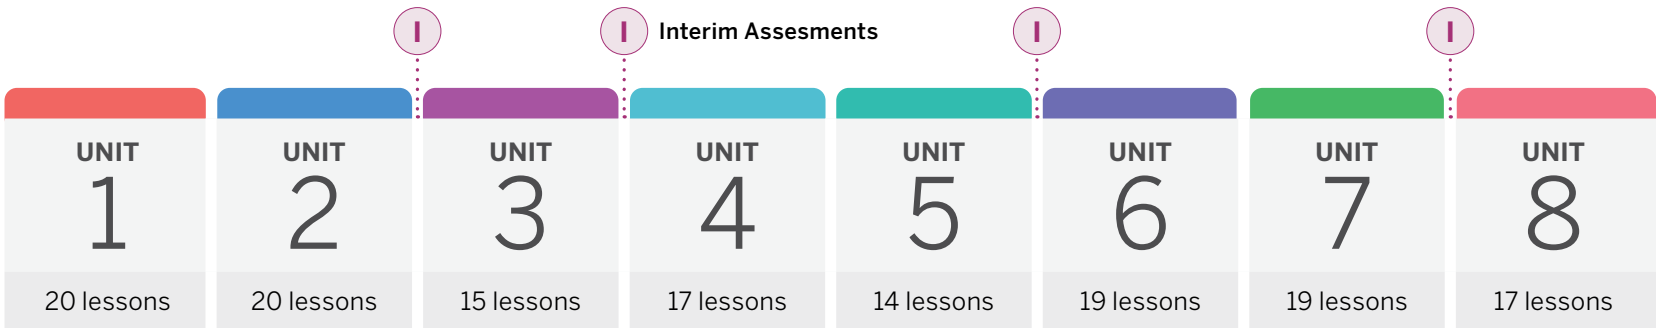 I I Interim Assesments I I
UNIT UNIT UNIT UNIT UNIT UNIT UNIT UNIT
1 2 3 4 5 6 7 8
20 lessons 20 lessons 15 lessons 17 lessons 14 lessons 19 lessons 19 lessons 17 lessons